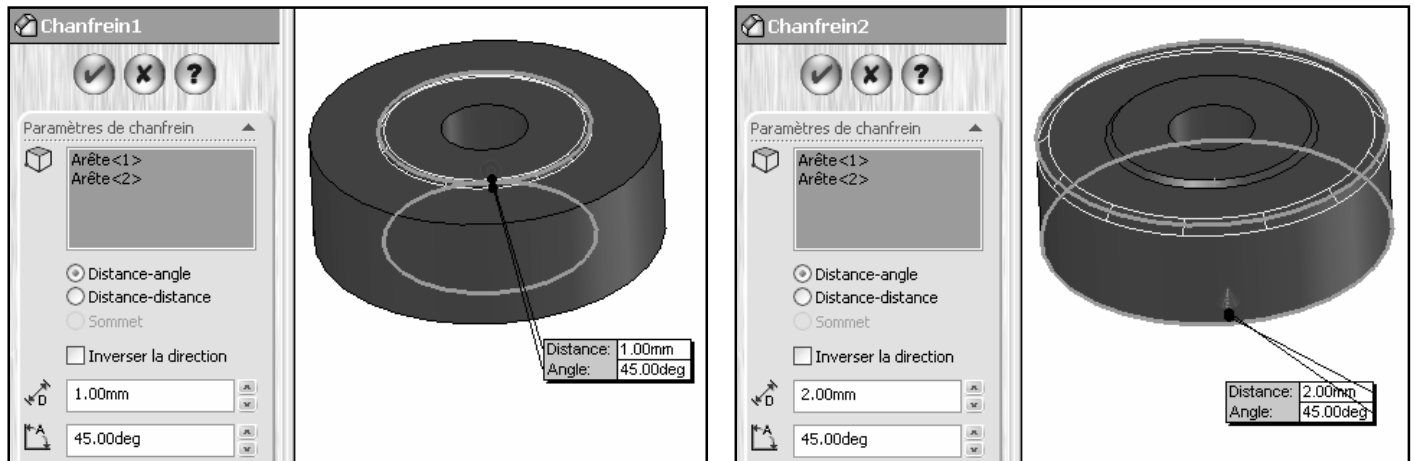 Chanfrein1
?
Paramètres de chanfrein
Arête<1>
Arête<2>
Distance-angle
Distance-distance
Sommet
Inverser la direction
D
1.00mm
A
45.00deg
Distance: 1.00mm
Angle: 45.00deg
Chanfrein2
?
Paramètres de chanfrein
Arête<1>
Arête<2>
Distance-angle
Distance-distance
Sommet
Inverser la direction
D
2.00mm
A
45.00deg
Distance: 2.00mm
Angle: 45.00deg